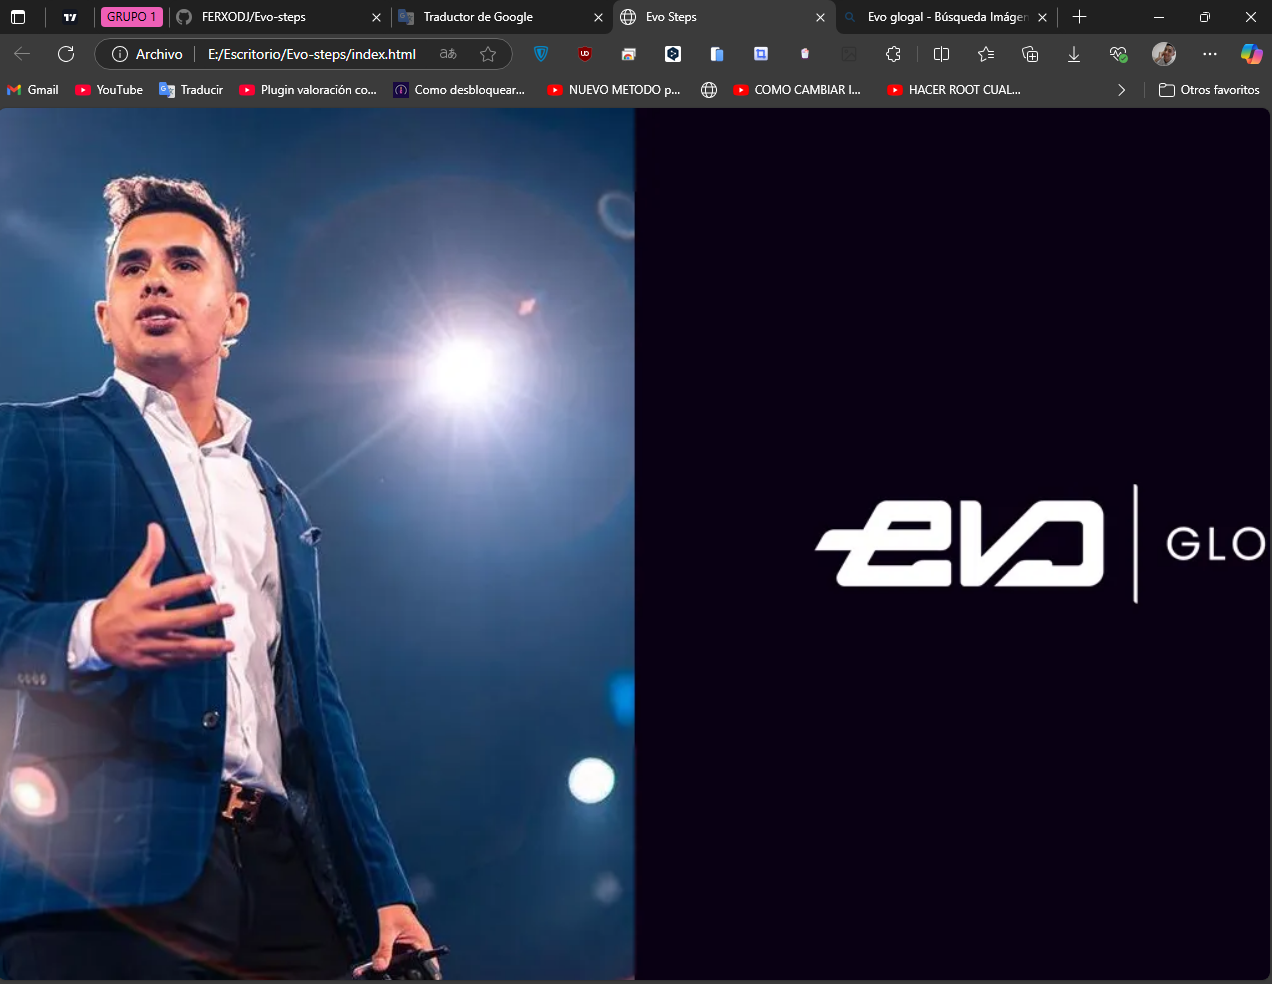 GRUPO 1
FERXODJ/Evo-steps
Traductor de Google
Evo Steps
Evo glogal - Búsqueda Imágen
Archivo
E:/Escritorio/Evo-steps/index.html
Gmail
YouTube
Traducir
Plugin valoración co...
Como desbloquear...
NUEVO METODO p...
COMO CAMBIAR I...
HACER ROOT CUAL...
Otros favoritos
evo
GLO
H